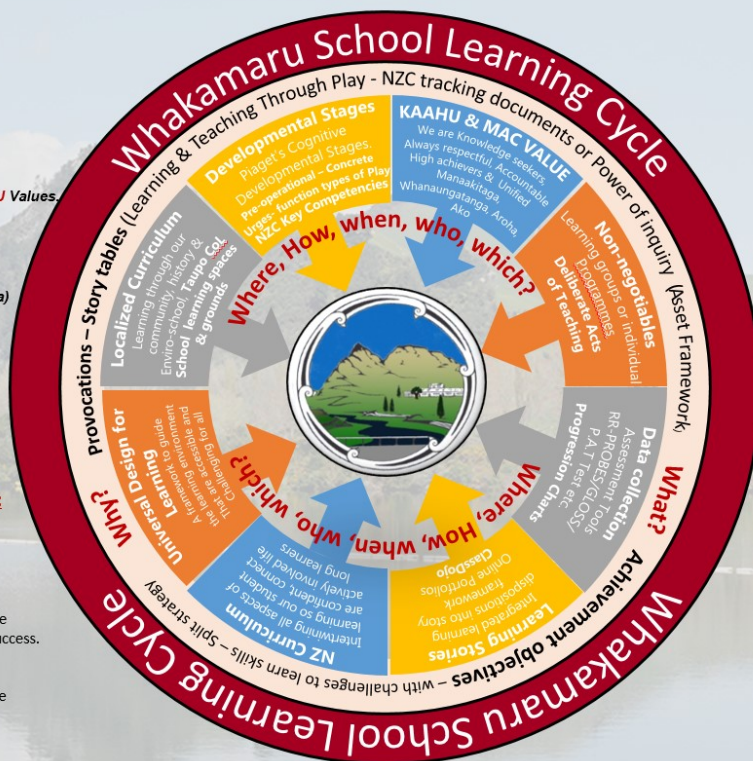 Whakamaru School Learning Cycle
Whakamaru School Learning Cycle
Provocations – Story tables (Learning & Teaching Through Play - NZC tracking documents or Power of inquiry (Asset Framework)
What?
Achievement objectives – with challenges to learn skills – Split strategy
Why?
Where, How, when, who, which?
Where, How, when, who, which?
Developmental Stages
Piaget's Cognitive
Developmental Stages.
Pre-operational – Concrete
Urges- function types of Play
NZC Key Competencies
KAAHU & MAC VALUE
We are Knowledge seekers,
Always respectful, Accountable
High achievers & Unified
Manaakitaga,
Whanaungatanga, Aroha,
Ako
Non-negotiables
Learning groups or individual
Programmes
Deliberate Acts
of Teaching
Data collection
Assessment Tools
RR-PROBES/GLOSS/
P.A.T Test etc
Progression Charts
Learning Stories
Integrated learning
dispositions into story
framework
Online Portfolios
ClassDojo
NZ Curriculum
Intertwining all aspects of
learning so our student
are confident connect
actively involved life
long learners
Universal Design for
Learning
A framework to guide
the learning environment
That are accessible and
Challenging for all
Localized Curriculum
Learning through our
community, history &
Enviro-school, Taupo CoL
School learning spaces
& grounds
U Values.
a)
e
uccess.
e